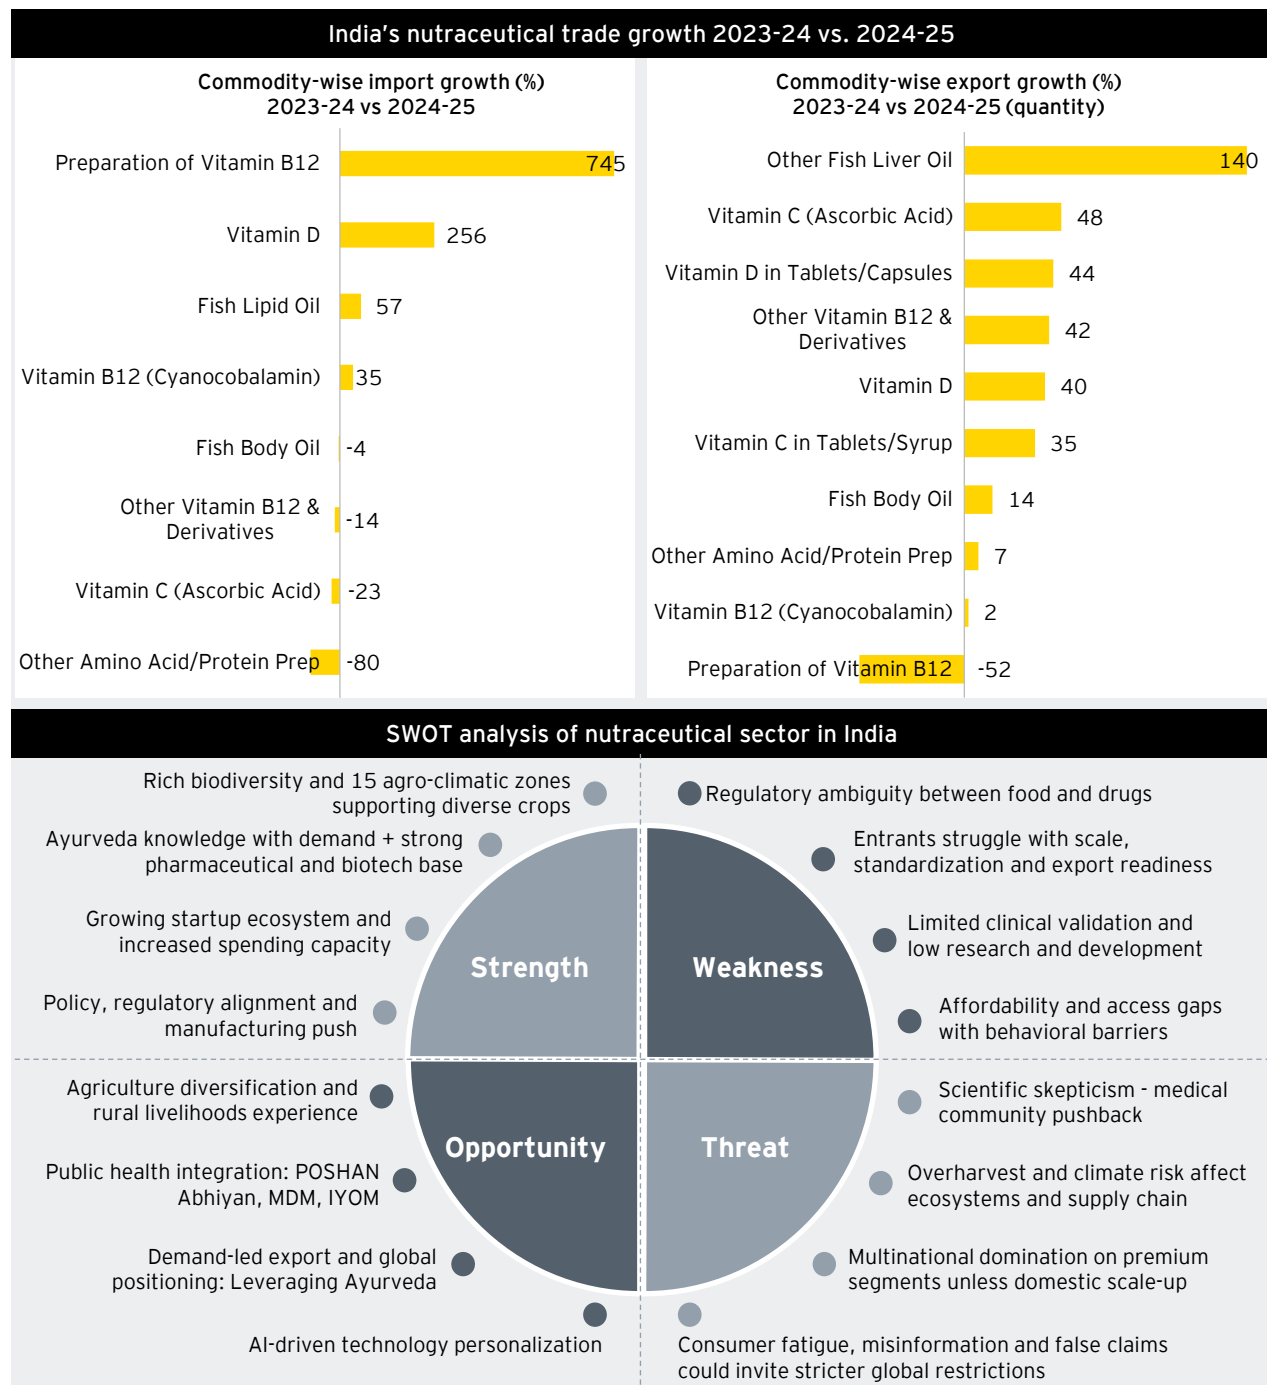 India's nutraceutical trade growth 2023-24 vs. 2024-25
Commodity-wise import growth (%)
2023-24 vs 2024-25
Preparation of Vitamin B12
745
Vitamin D
256
Fish Lipid Oil
57
Vitamin B12 (Cyanocobalamin)
35
Fish Body Oil
-4
Other Vitamin B12 &
Derivatives
-14
Vitamin C (Ascorbic Acid)
-23
Other Amino Acid/Protein Prep
-80
Commodity-wise export growth (%)
2023-24 vs 2024-25 (quantity)
Other Fish Liver Oil
140
Vitamin C (Ascorbic Acid)
48
Vitamin D in Tablets/Capsules
44
Other Vitamin B12 &
Derivatives
42
Vitamin D
40
Vitamin C in Tablets/Syrup
35
Fish Body Oil
14
Other Amino Acid/Protein Prep
7
Vitamin B12 (Cyanocobalamin)
2
Preparation of Vitamin B12
-52
SWOT analysis of nutraceutical sector in India
Rich biodiversity and 15 agro-climatic zones
supporting diverse crops
Ayurveda knowledge with demand + strong
pharmaceutical and biotech base
Growing startup ecosystem and
increased spending capacity
Policy, regulatory alignment and
manufacturing push
Strength
Regulatory ambiguity between food and drugs
Entrants struggle with scale,
standardization and export readiness
Limited clinical validation and
low research and development
Affordability and access gaps
with behavioral barriers
Weakness
Agriculture diversification and
rural livelihoods experience
Public health integration: POSHAN
Abhiyan, MDM, IYOM
Demand-led export and global
positioning: Leveraging Ayurveda
AI-driven technology personalization
Opportunity
Scientific skepticism - medical
community pushback
Overharvest and climate risk affect
ecosystems and supply chain
Multinational domination on premium
segments unless domestic scale-up
Consumer fatigue, misinformation and false claims
could invite stricter global restrictions
Threat